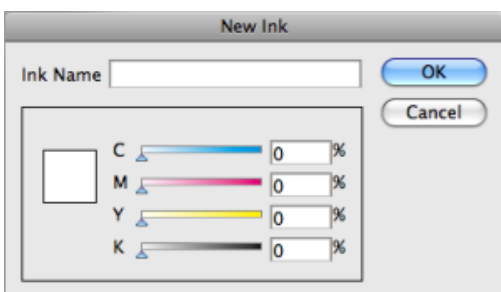 New Ink
Ink Name
OK
Cancel
C 0 %
M 0 %
Y 0 %
K 0 %